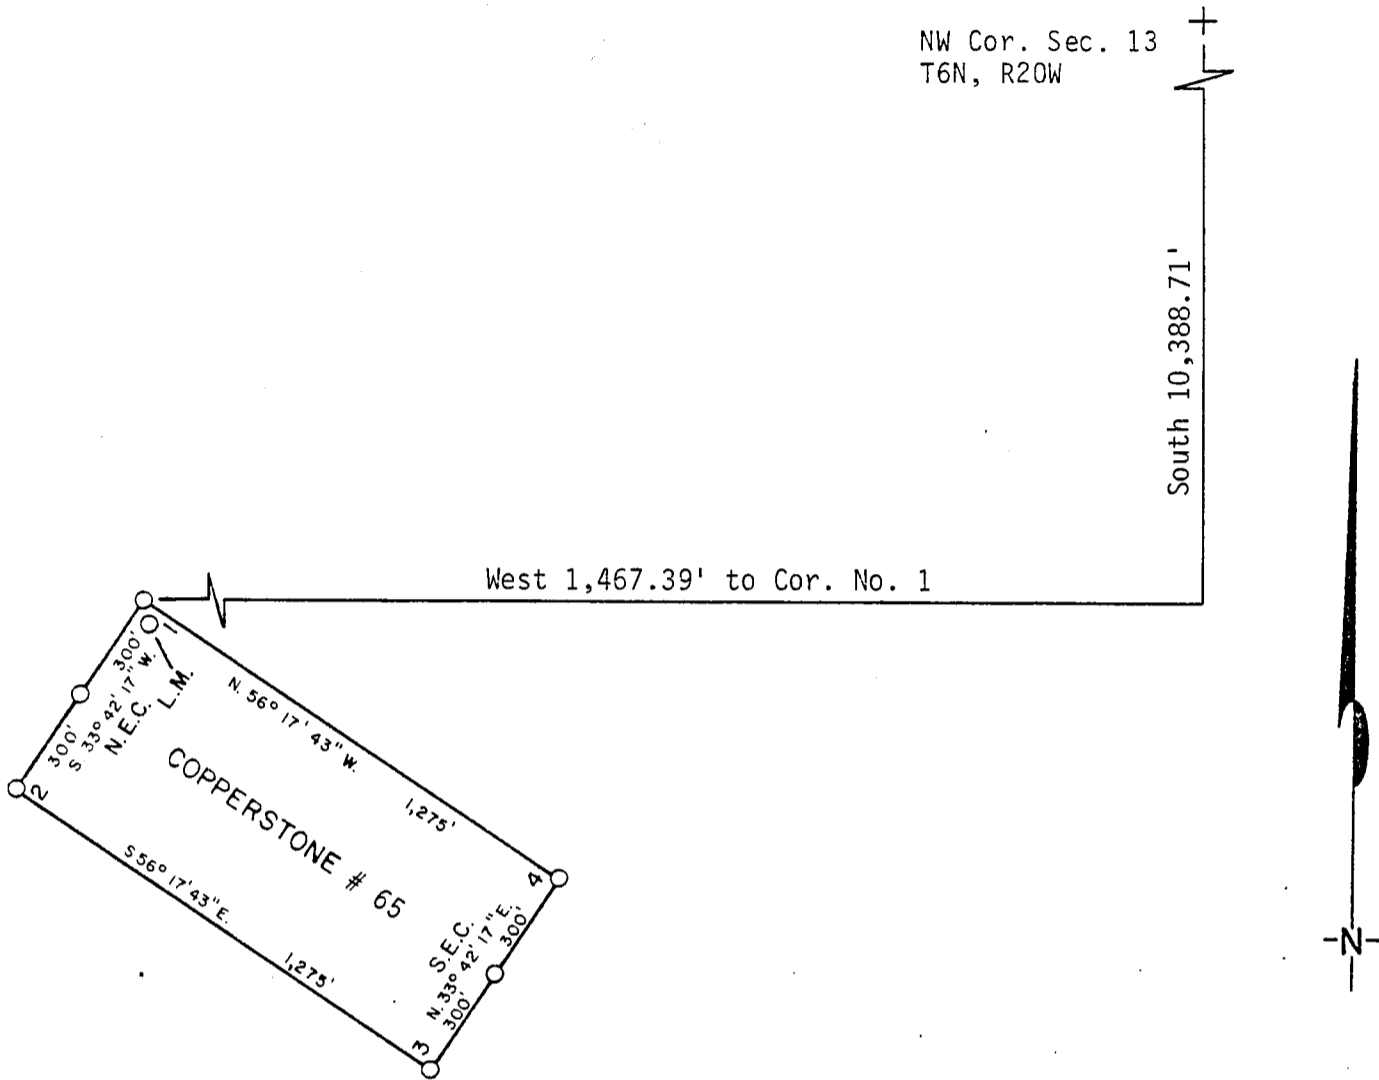 NW Cor. Sec. 13
T6N, R20W
South 10,388.71'
West 1,467.39' to Cor. No. 1
1
300'
S. 33° 42' 17" W.
300'
N.E.C.
L.M.
2
N. 56° 17' 43" W.
1,275'
COPPERSTONE # 65
S 56° 17' 43" E.
1,275'
4
S.E.C.
N. 33° 42' 17" E.
300'
300'
3
-N-